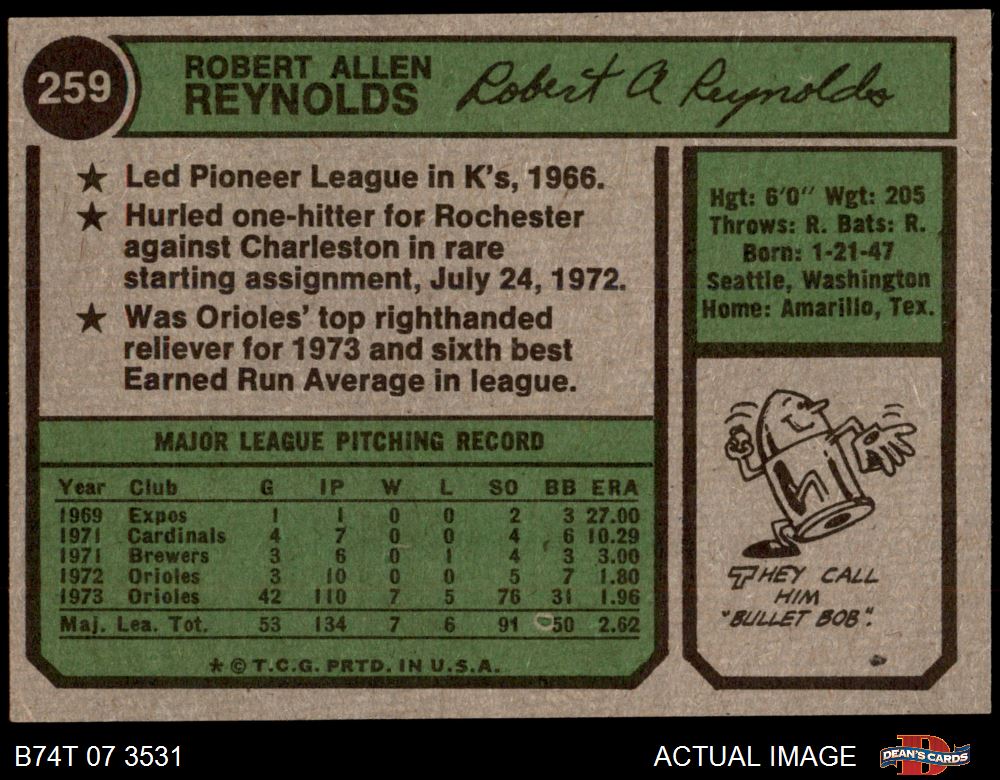 259
ROBERT ALLEN
REYNOLDS
Robert A Reynolds
★ Led Pioneer League in K's, 1966.
★ Hurled one-hitter for Rochester
against Charleston in rare
starting assignment, July 24, 1972.
★ Was Orioles' top righthanded
reliever for 1973 and sixth best
Earned Run Average in league.
Hgt: 6'0" Wgt: 205
Throws: R. Bats: R.
Born: 1-21-47
Seattle, Washington
Home: Amarillo, Tex.
MAJOR LEAGUE PITCHING RECORD
Year Club G IP W L SO BB ERA
1969 Expos 1 1 0 0 2 3 27.00
1971 Cardinals 4 7 0 0 4 6 10.29
1971 Brewers 3 6 0 1 4 3 3.00
1972 Orioles 3 10 0 0 5 7 1.80
1973 Orioles 42 110 7 5 76 31 1.96
Maj. Lea. Tot. 53 134 7 6 91 50 2.62
* © T.C.G. PRTD. IN U.S.A.
THEY CALL
HIM
"BULLET BOB".
B74T 07 3531
ACTUAL IMAGE
D
DEAN'S CARDS